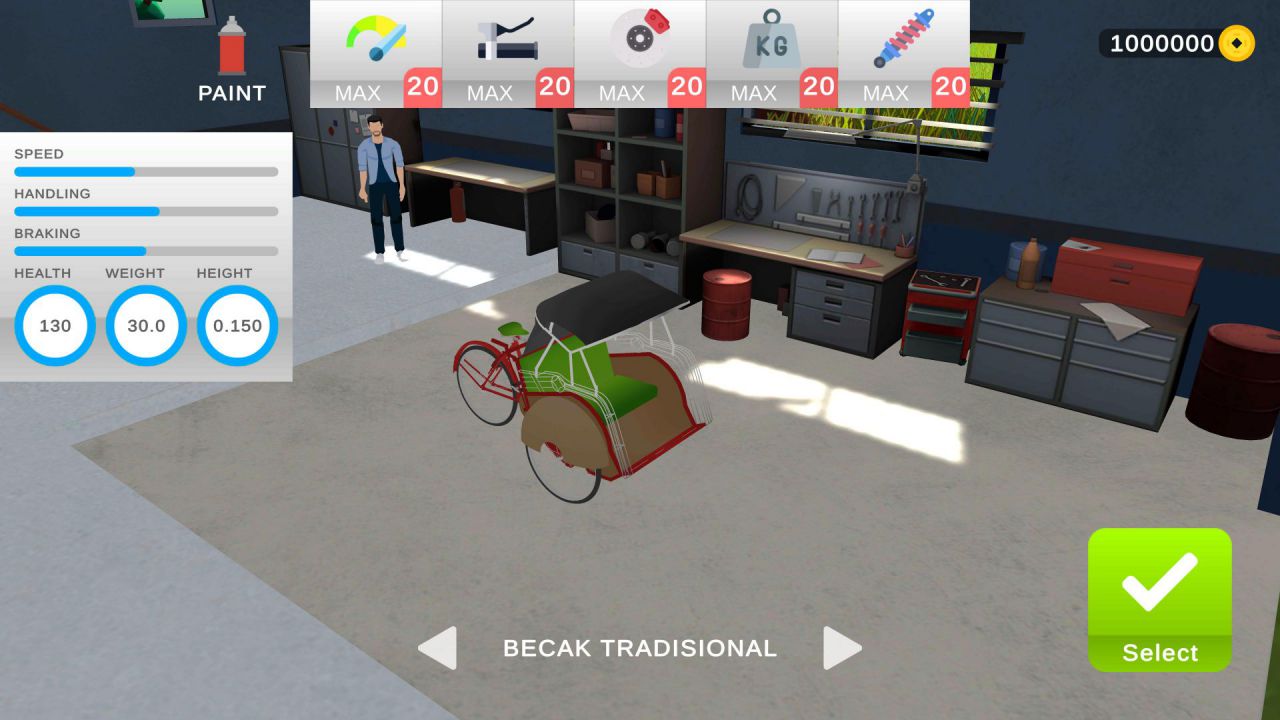 PAINT
MAX 20
MAX 20
MAX 20
KG
MAX 20
MAX 20
1000000
SPEED
HANDLING
BRAKING
HEALTH WEIGHT HEIGHT
130 30.0 0.150
BECAK TRADISIONAL
Select